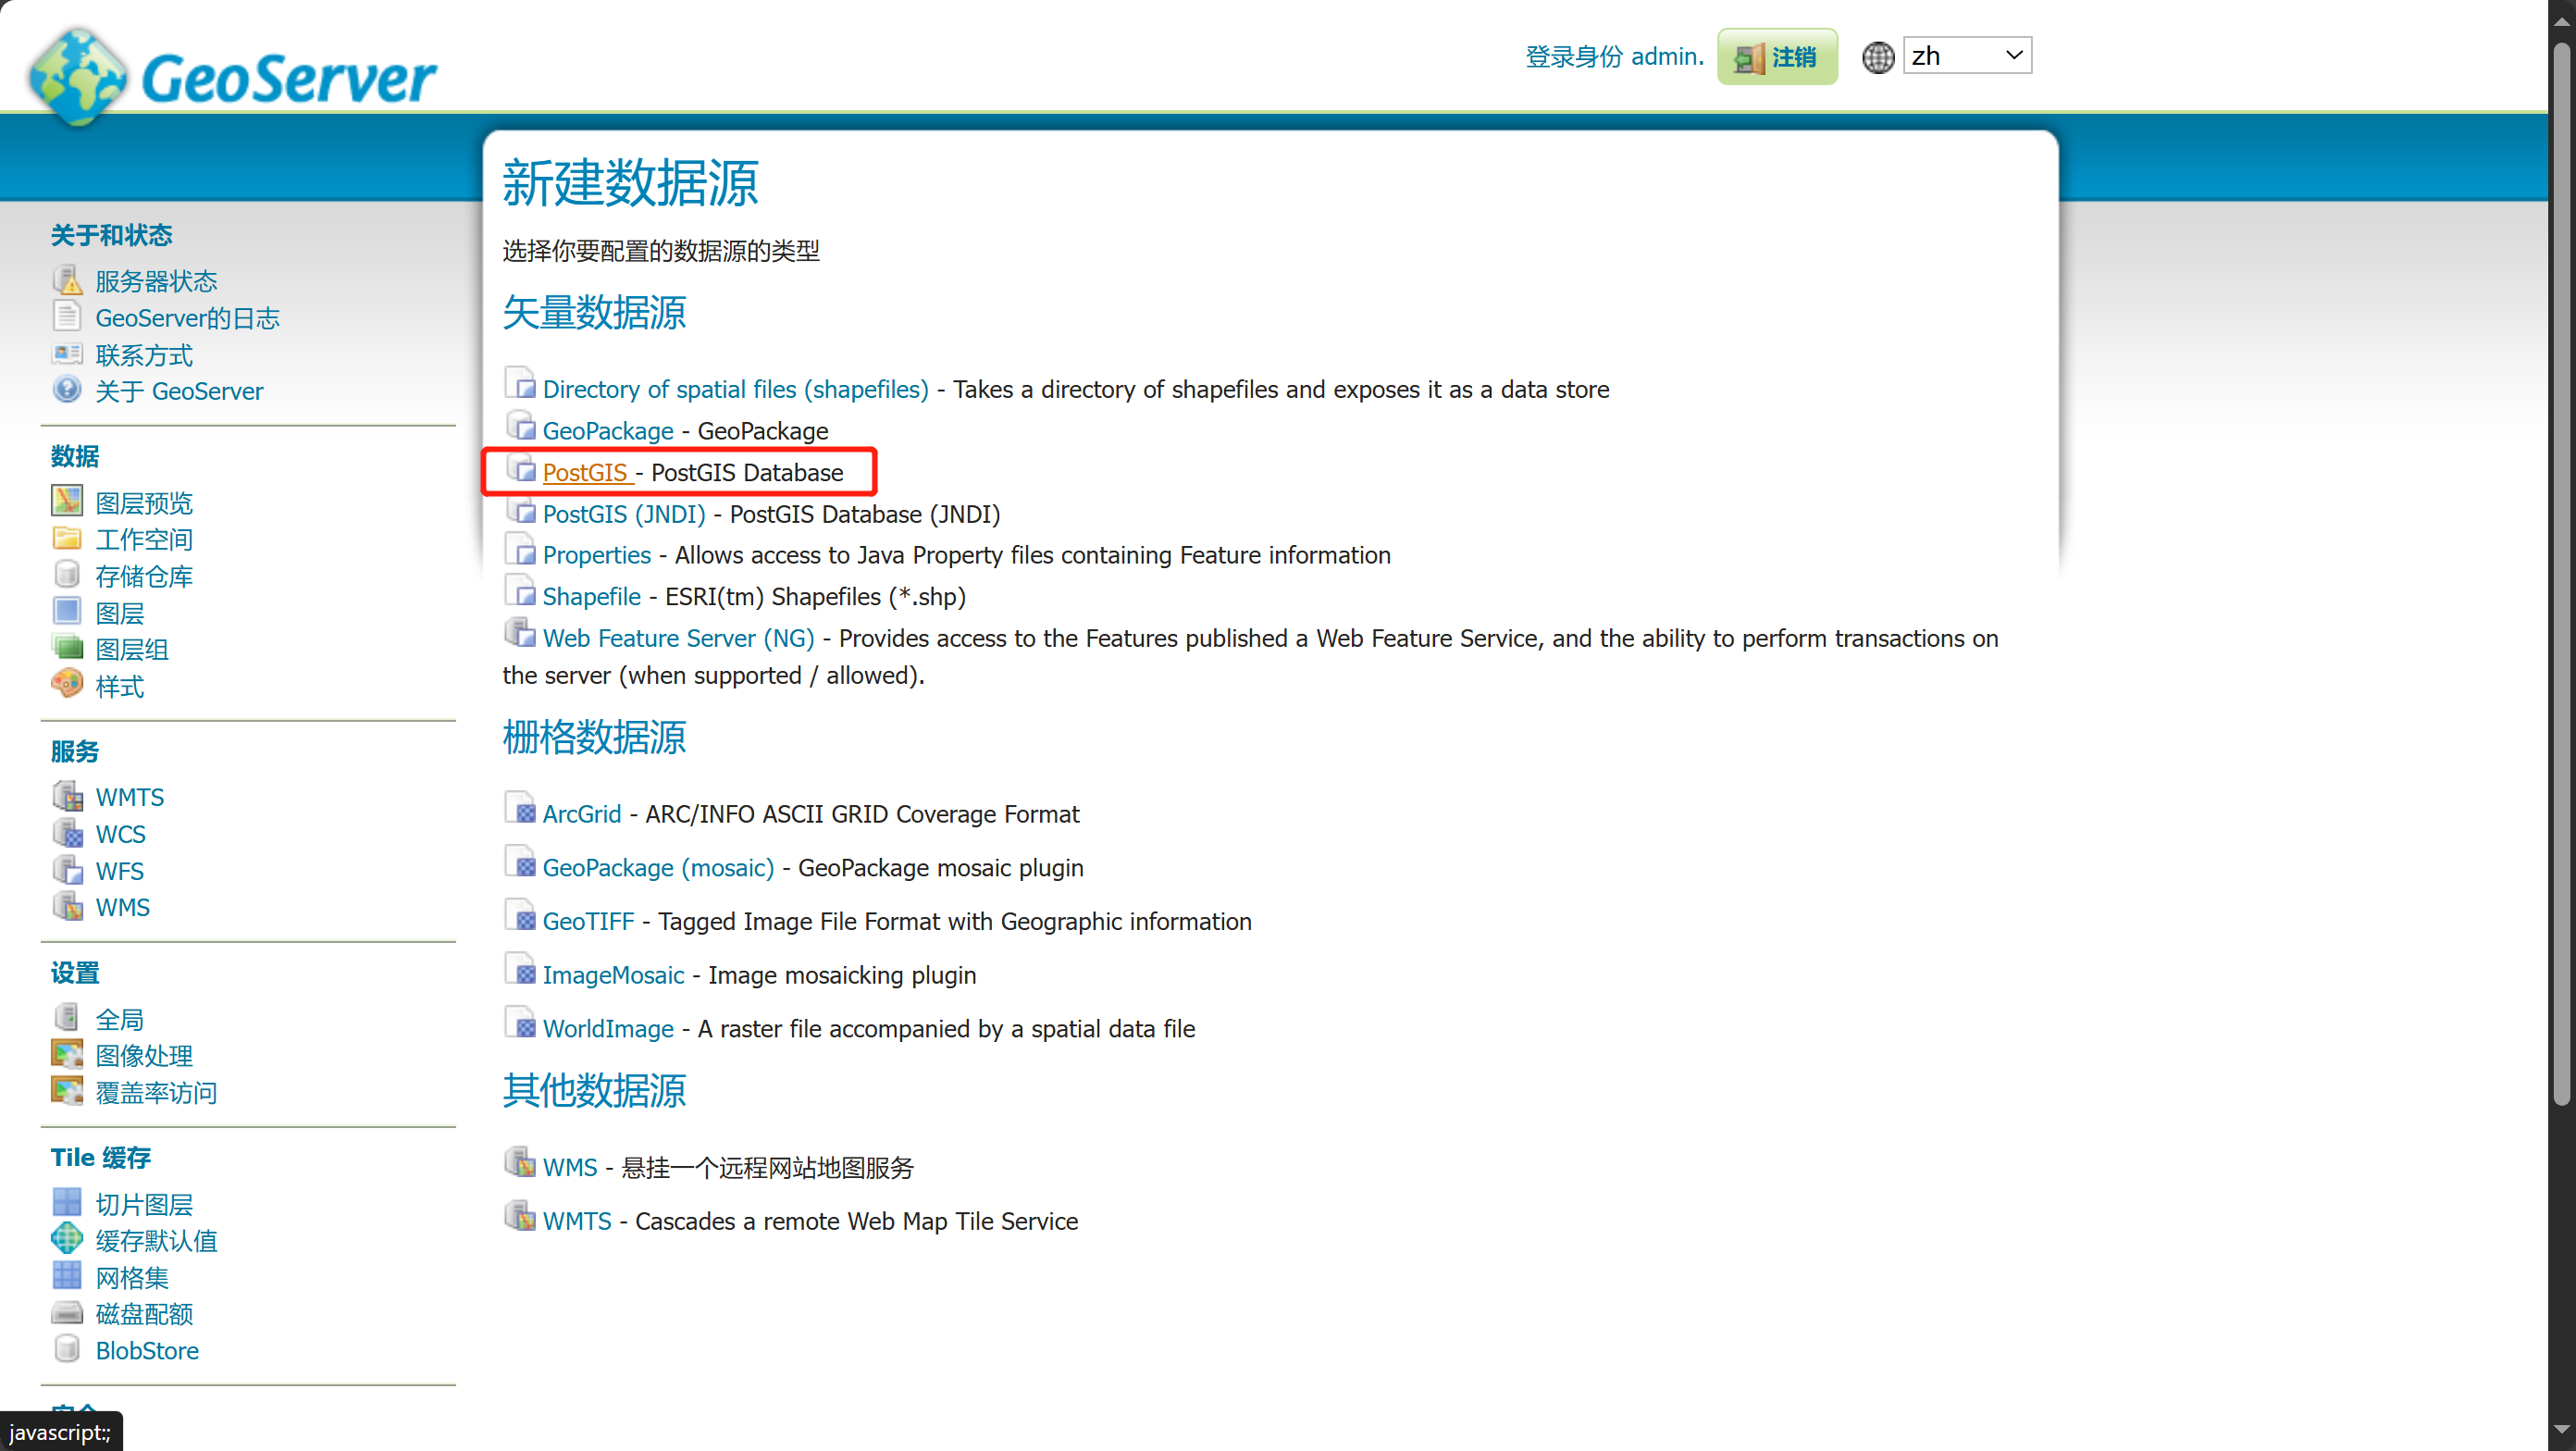 GeoServer
登录身份 admin.
注销
zh
新建数据源
选择你要配置的数据源的类型
矢量数据源
Directory of spatial files (shapefiles) - Takes a directory of shapefiles and exposes it as a data store
GeoPackage - GeoPackage
PostGIS - PostGIS Database
PostGIS (JNDI) - PostGIS Database (JNDI)
Properties - Allows access to Java Property files containing Feature information
Shapefile - ESRI(tm) Shapefiles (*.shp)
Web Feature Server (NG) - Provides access to the Features published a Web Feature Service, and the ability to perform transactions on
the server (when supported / allowed).
栅格数据源
ArcGrid - ARC/INFO ASCII GRID Coverage Format
GeoPackage (mosaic) - GeoPackage mosaic plugin
GeoTIFF - Tagged Image File Format with Geographic information
ImageMosaic - Image mosaicking plugin
WorldImage - A raster file accompanied by a spatial data file
其他数据源
WMS - 悬挂一个远程网站地图服务
WMTS - Cascades a remote Web Map Tile Service
关于和状态
服务器状态
GeoServer的日志
联系方式
关于 GeoServer
数据
图层预览
工作空间
存储仓库
图层
图层组
样式
服务
WMTS
WCS
WFS
WMS
设置
全局
图像处理
覆盖率访问
Tile 缓存
切片图层
缓存默认值
网格集
磁盘配额
BlobStore
javascript:;